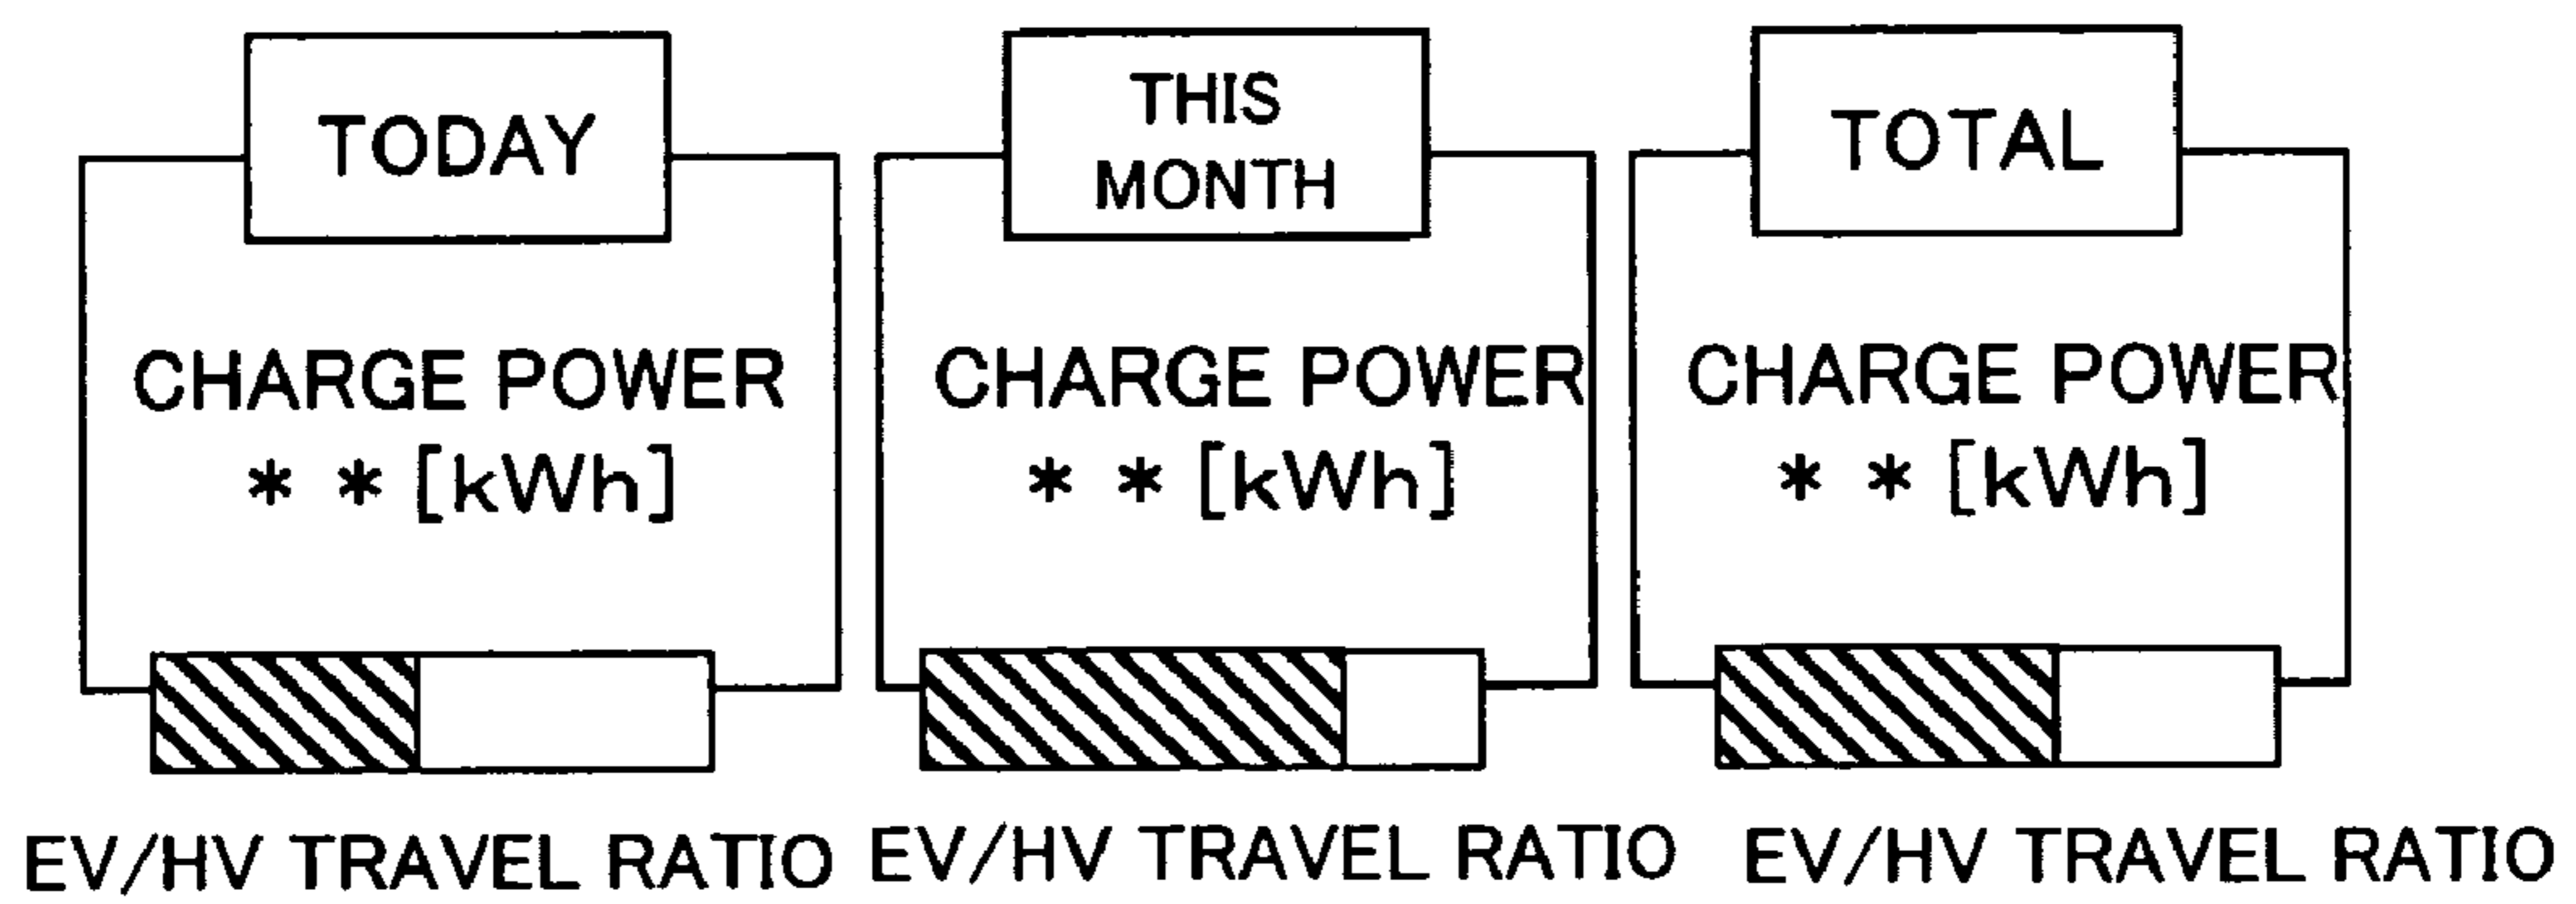 TODAY
CHARGE POWER
* * [kWh]
EV/HV TRAVEL RATIO
THIS
MONTH
CHARGE POWER
* * [kWh]
EV/HV TRAVEL RATIO
TOTAL
CHARGE POWER
* * [kWh]
EV/HV TRAVEL RATIO